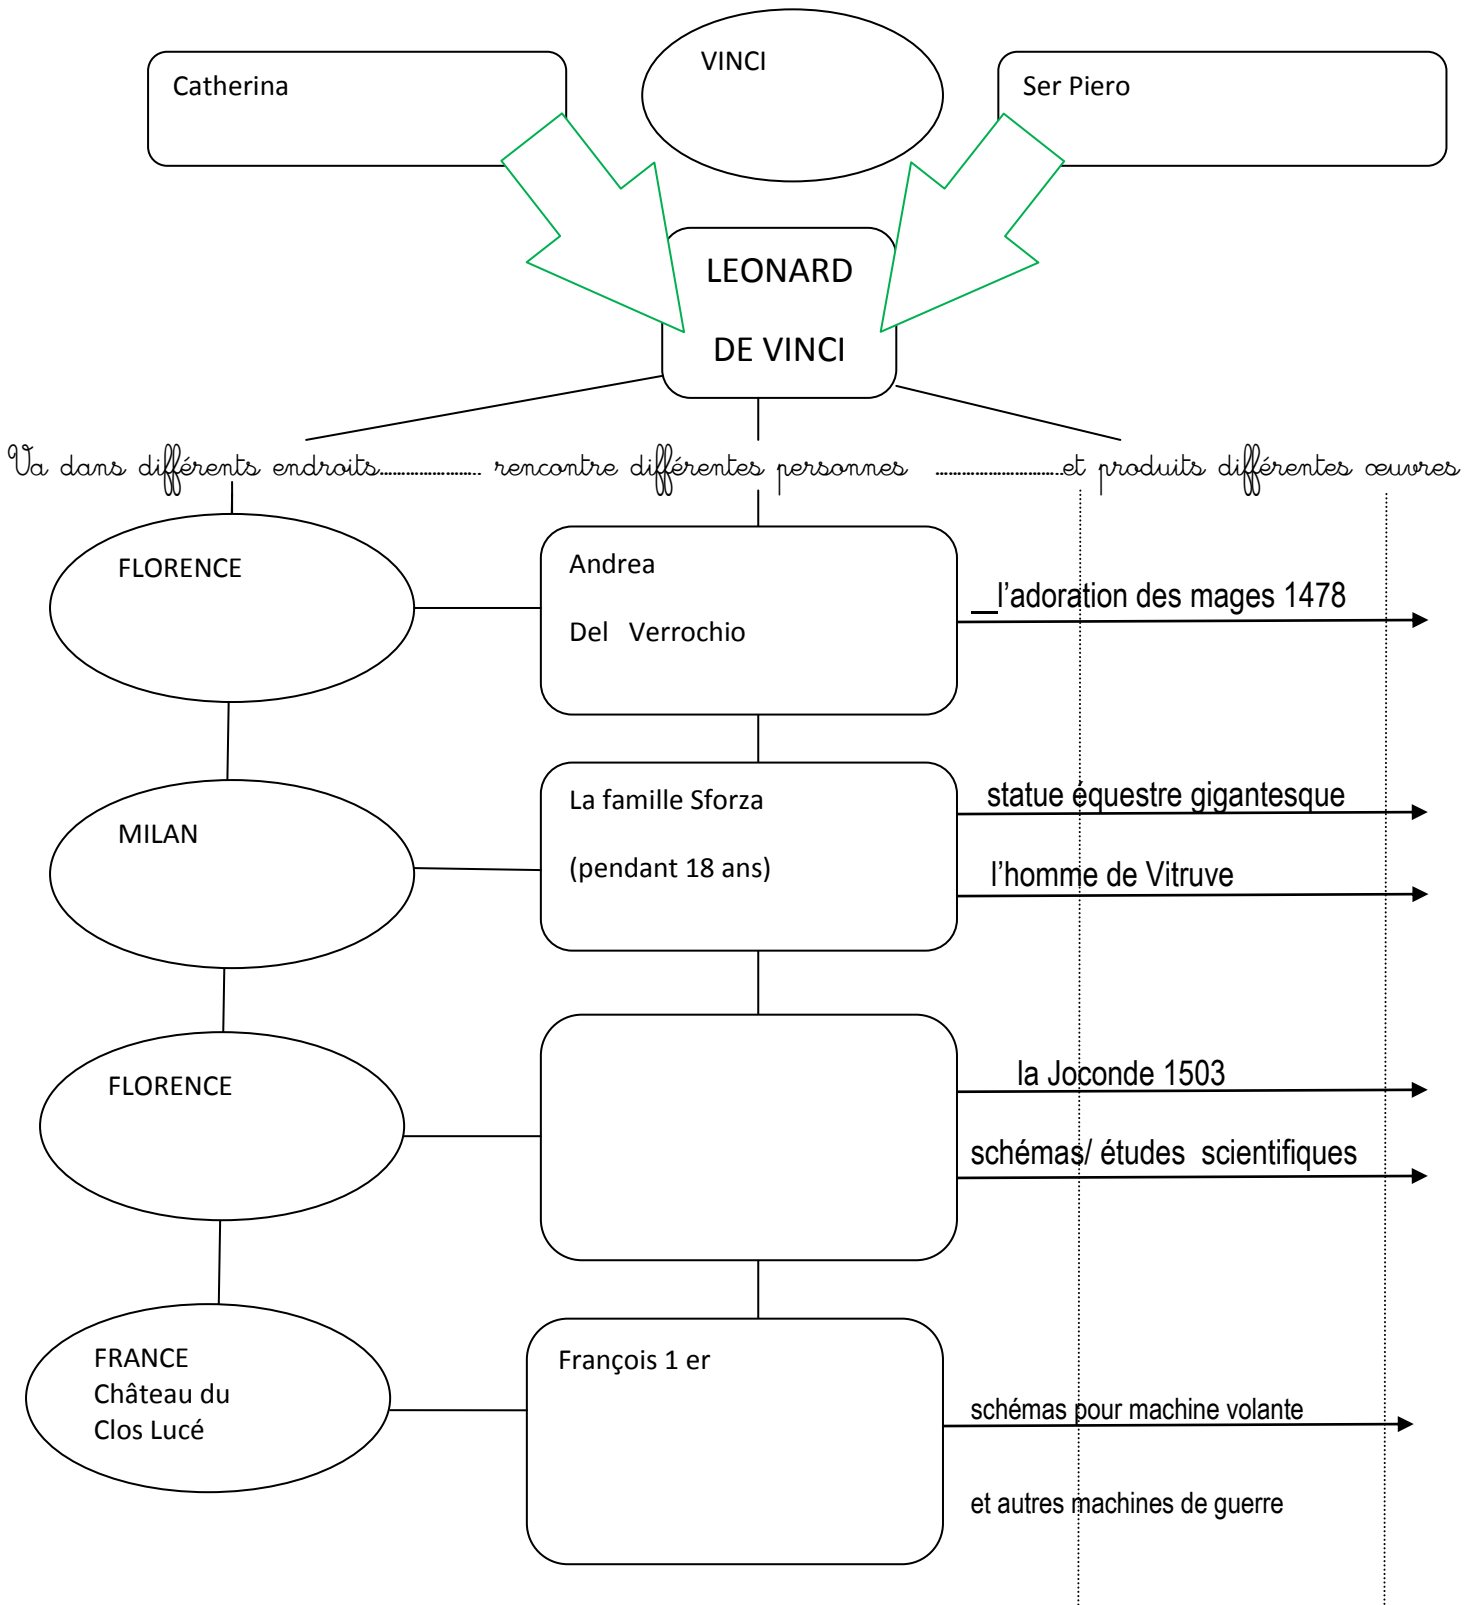 VINCI
Catherina
Ser Piero
LEONARD
DE VINCI
Va dans différents endroits........................ rencontre différentes personnes ................................et produits différentes œuvres
FLORENCE
Andrea
Del Verrochio
__l'adoration des mages 1478
MILAN
La famille Sforza
(pendant 18 ans)
statue équestre gigantesque
l'homme de Vitruve
FLORENCE
la Joconde 1503
schémas/ études scientifiques
FRANCE
Château du
Clos Lucé
François 1 er
schémas pour machine volante
et autres machines de guerre